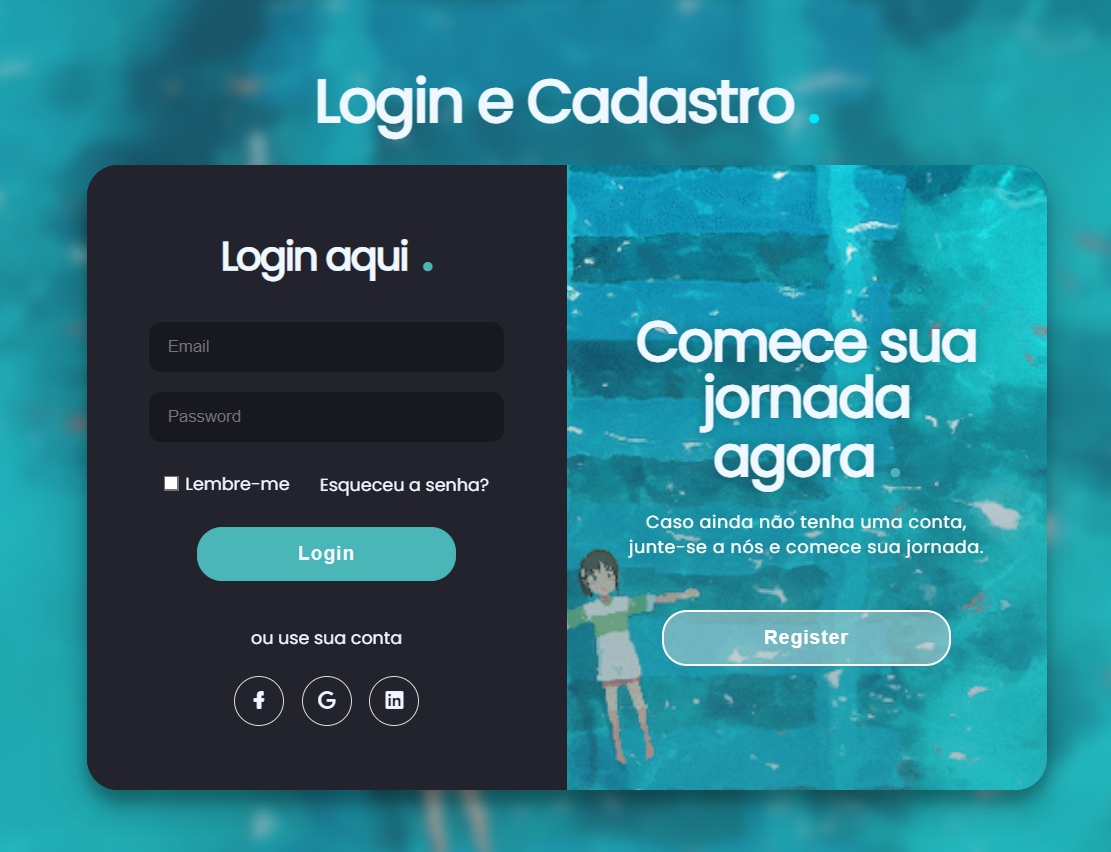 Login e Cadastro .
Login aqui .
Email
Password
Lembre-me Esqueceu a senha?
Login
ou use sua conta
Comece sua
jornada
agora .
Caso ainda não tenha uma conta,
junte-se a nós e comece sua jornada.
Register